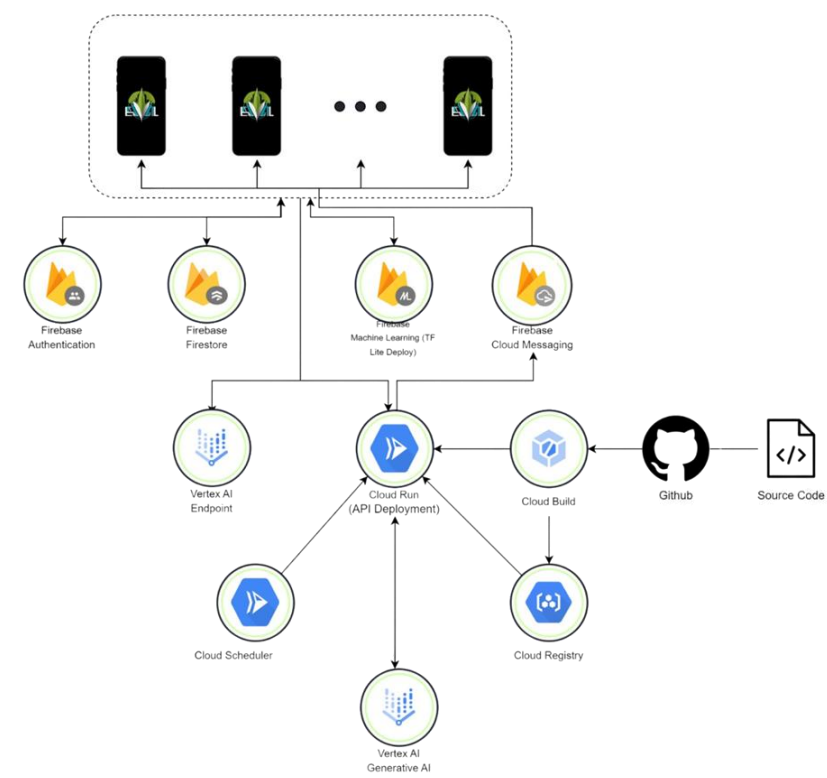 Firebase
Authentication
Firebase
Firestore
Firebase
Machine Learning (TF
Lite Deploy)
Firebase
Cloud Messaging
Vertex AI
Endpoint
Cloud Run
(API Deployment)
Cloud Build
Github
Source Code
Cloud Scheduler
Cloud Registry
Vertex AI
Generative AI